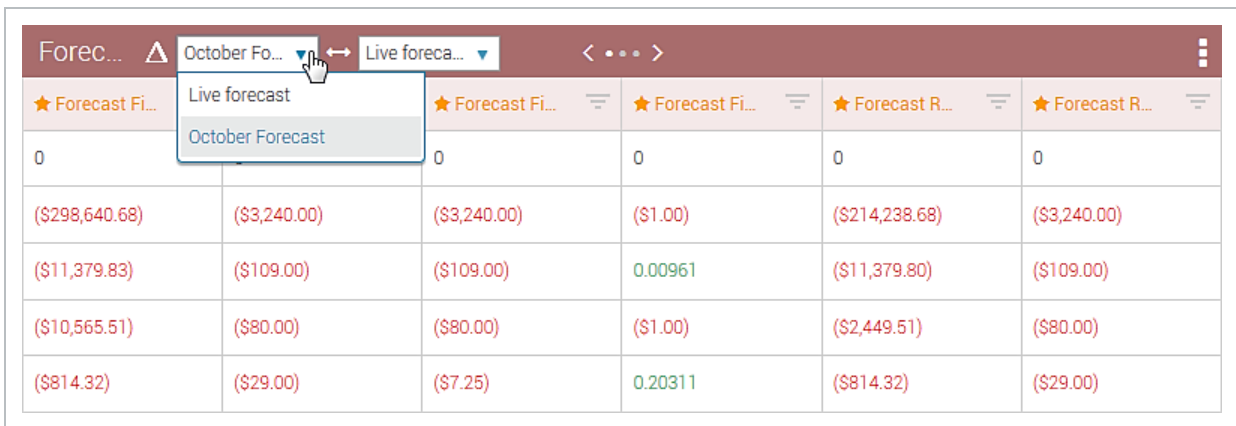 Forec... Δ October Fo... ↔ Live foreca... < >
Live forecast
October Forecast
Forecast Fi... Forecast Fi... Forecast Fi... Forecast R... Forecast R...
0 0 0 0 0
($298,640.68) ($3,240.00) ($3,240.00) ($1.00) ($214,238.68) ($3,240.00)
($11,379.83) ($109.00) ($109.00) 0.00961 ($11,379.80) ($109.00)
($10,565.51) ($80.00) ($80.00) ($1.00) ($2,449.51) ($80.00)
($814.32) ($29.00) ($7.25) 0.20311 ($814.32) ($29.00)